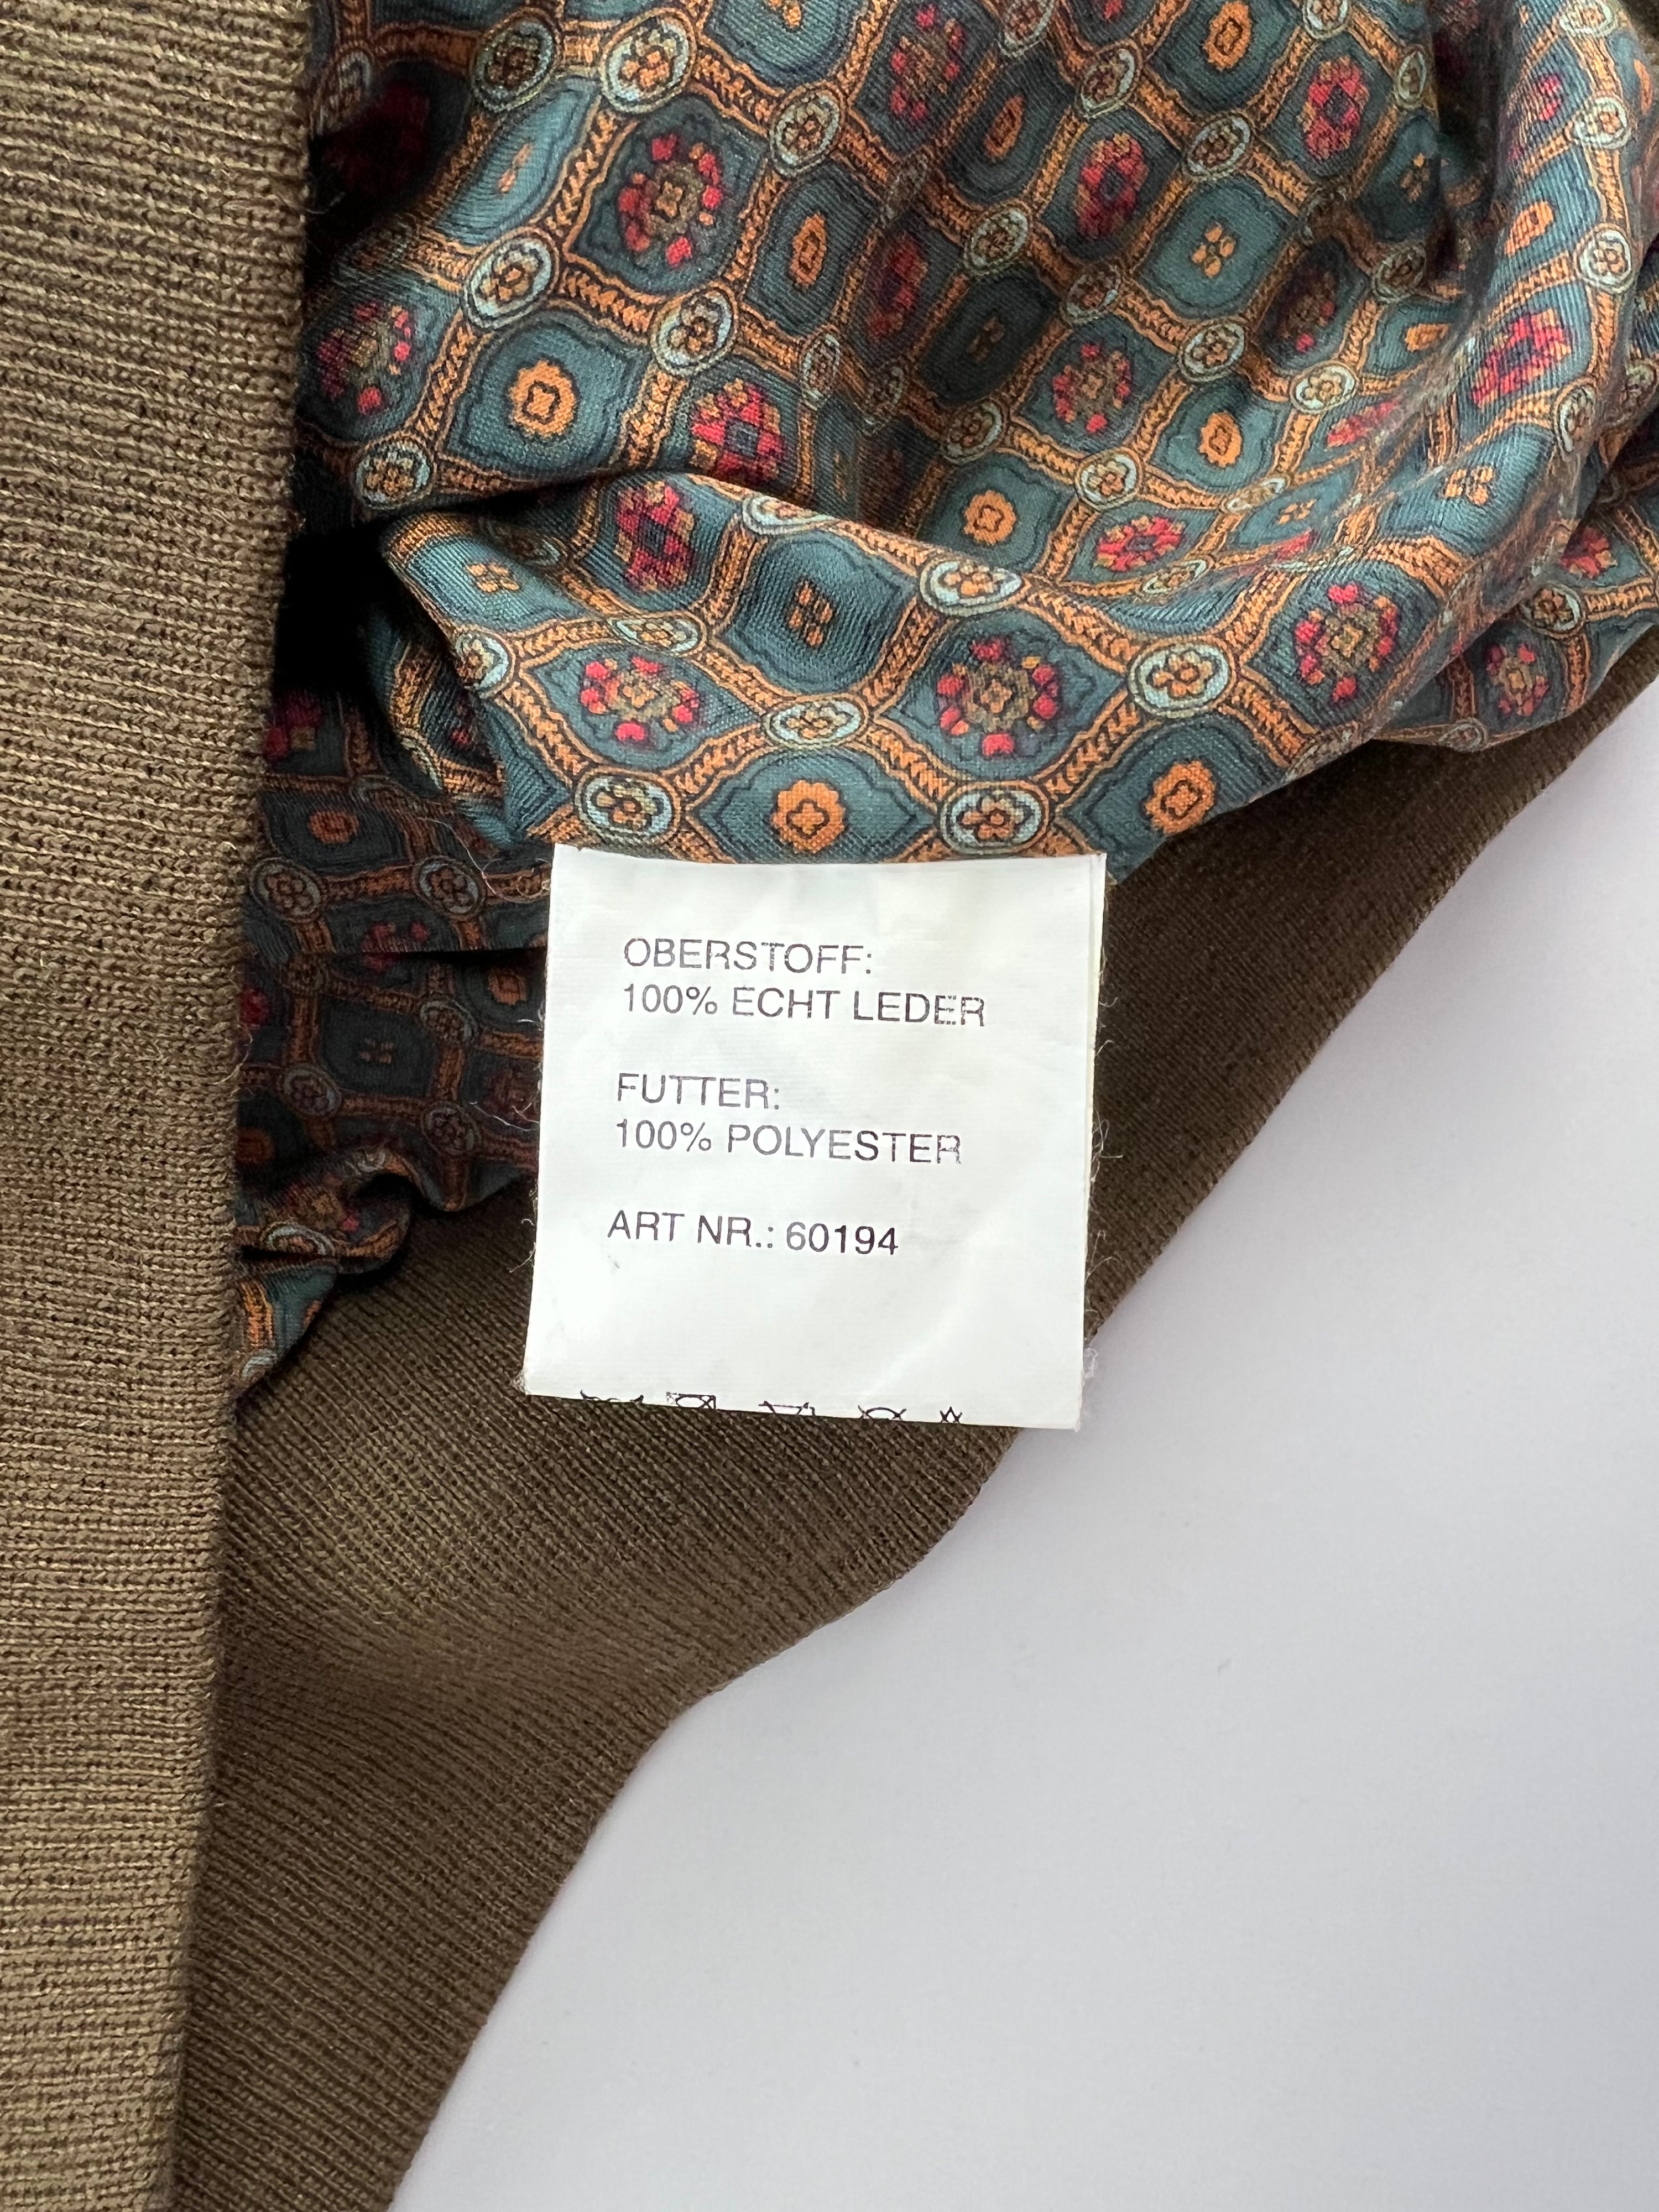 OBERSTOFF:
100% ECHT LEDER
FUTTER:
100% POLYESTER
ART NR.: 60194